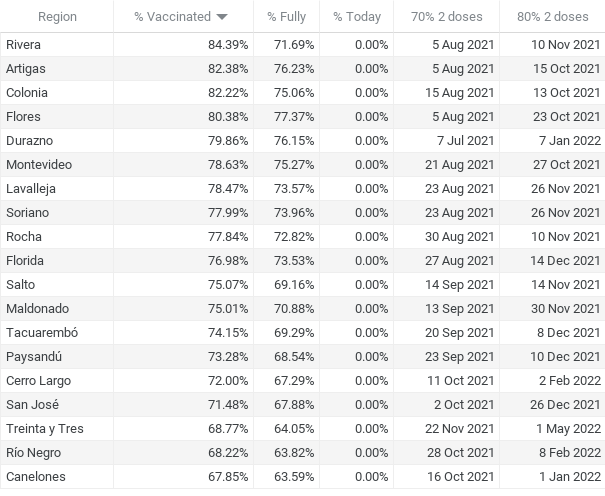 Region % Vaccinated % Fully % Today 70% 2 doses 80% 2 doses
Rivera 84.39% 71.69% 0.00% 5 Aug 2021 10 Nov 2021
Artigas 82.38% 76.23% 0.00% 5 Aug 2021 15 Oct 2021
Colonia 82.22% 75.06% 0.00% 15 Aug 2021 13 Oct 2021
Flores 80.38% 77.37% 0.00% 5 Aug 2021 23 Oct 2021
Durazno 79.86% 76.15% 0.00% 7 Jul 2021 7 Jan 2022
Montevideo 78.63% 75.27% 0.00% 21 Aug 2021 27 Oct 2021
Lavalleja 78.47% 73.57% 0.00% 23 Aug 2021 26 Nov 2021
Soriano 77.99% 73.96% 0.00% 23 Aug 2021 26 Nov 2021
Rocha 77.84% 72.82% 0.00% 30 Aug 2021 10 Nov 2021
Florida 76.98% 73.53% 0.00% 27 Aug 2021 14 Dec 2021
Salto 75.07% 69.16% 0.00% 14 Sep 2021 14 Nov 2021
Maldonado 75.01% 70.88% 0.00% 13 Sep 2021 30 Nov 2021
Tacuarembó 74.15% 69.29% 0.00% 20 Sep 2021 8 Dec 2021
Paysandú 73.28% 68.54% 0.00% 23 Sep 2021 10 Dec 2021
Cerro Largo 72.00% 67.29% 0.00% 11 Oct 2021 2 Feb 2022
San José 71.48% 67.88% 0.00% 2 Oct 2021 26 Dec 2021
Treinta y Tres 68.77% 64.05% 0.00% 22 Nov 2021 1 May 2022
Río Negro 68.22% 63.82% 0.00% 28 Oct 2021 8 Feb 2022
Canelones 67.85% 63.59% 0.00% 16 Oct 2021 1 Jan 2022